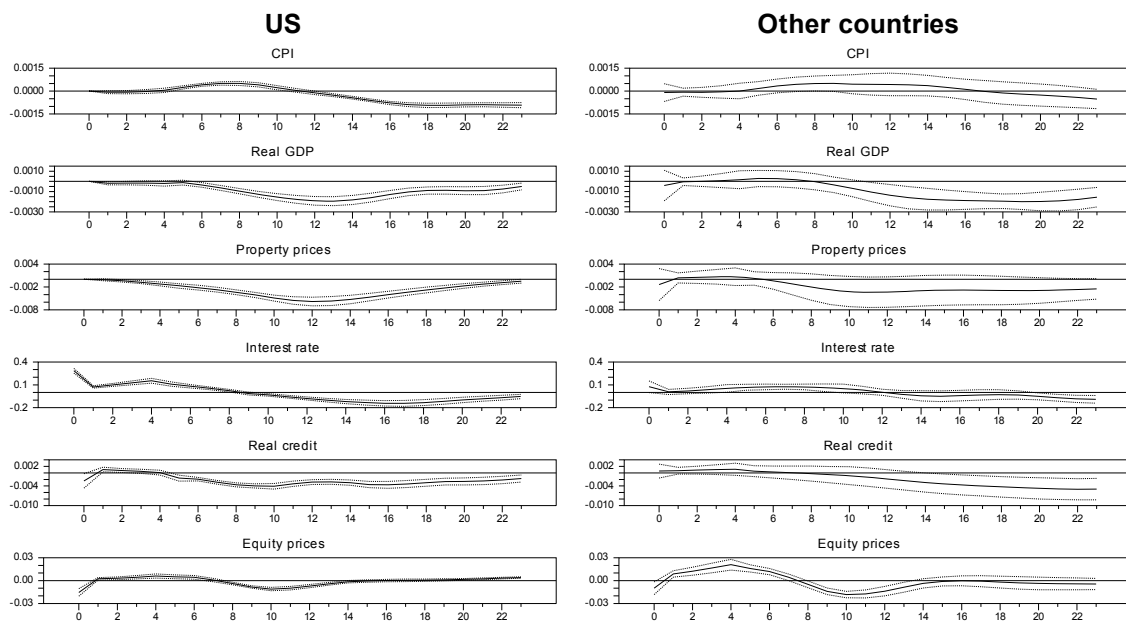 US
CPI
0.0015
0.0000
-0.0015
0 2 4 6 8 10 12 14 16 18 20 22
Real GDP
0.0010
-0.0010
-0.0030
0 2 4 6 8 10 12 14 16 18 20 22
Property prices
0.004
-0.002
-0.008
0 2 4 6 8 10 12 14 16 18 20 22
Interest rate
0.4
0.1
-0.2
0 2 4 6 8 10 12 14 16 18 20 22
Real credit
0.002
-0.004
-0.010
0 2 4 6 8 10 12 14 16 18 20 22
Equity prices
0.03
0.00
-0.03
0 2 4 6 8 10 12 14 16 18 20 22
Other countries
CPI
0.0015
0.0000
-0.0015
0 2 4 6 8 10 12 14 16 18 20 22
Real GDP
0.0010
-0.0010
-0.0030
0 2 4 6 8 10 12 14 16 18 20 22
Property prices
0.004
-0.002
-0.008
0 2 4 6 8 10 12 14 16 18 20 22
Interest rate
0.4
0.1
-0.2
0 2 4 6 8 10 12 14 16 18 20 22
Real credit
0.002
-0.004
-0.010
0 2 4 6 8 10 12 14 16 18 20 22
Equity prices
0.03
0.00
-0.03
0 2 4 6 8 10 12 14 16 18 20 22